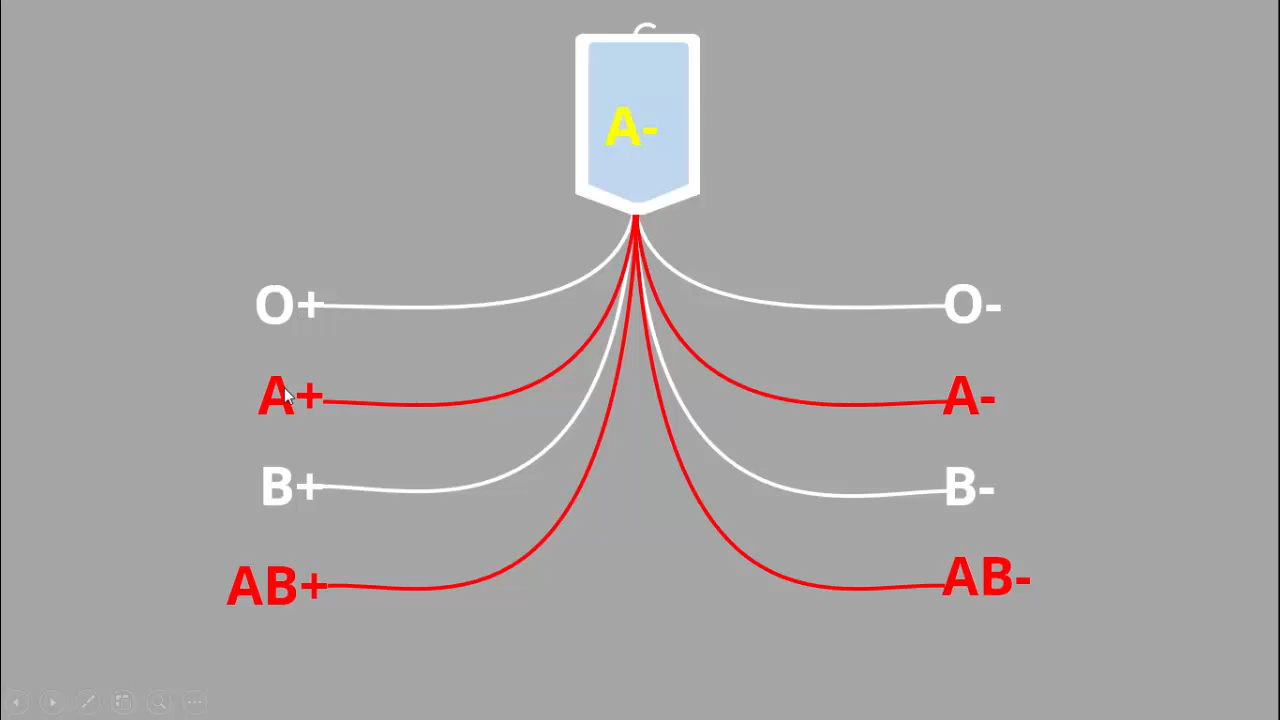 A-
O+
O-
A+
A-
B+
B-
AB+
AB-